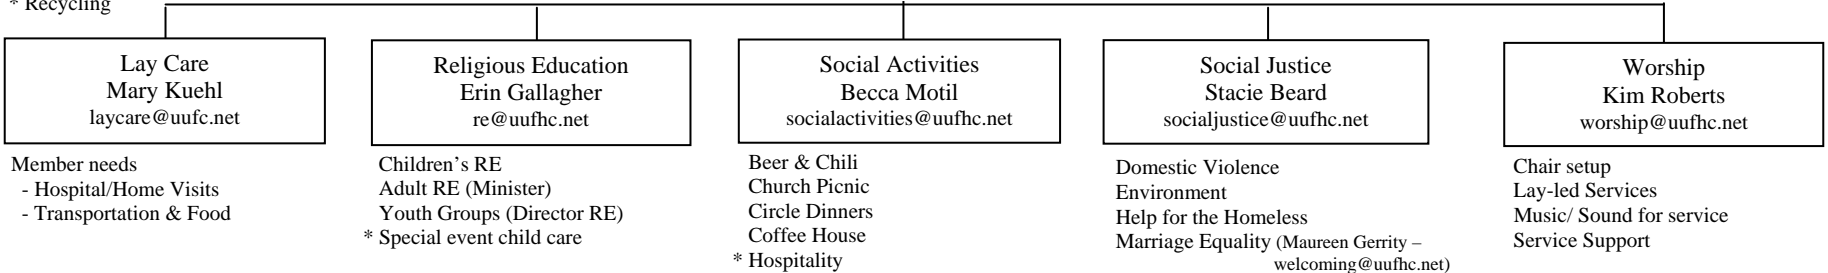 * Recycling
Lay Care
Mary Kuehl
laycare@uufc.net
Member needs
- Hospital/Home Visits
- Transportation & Food
Religious Education
Erin Gallagher
re@uufhc.net
Children’s RE
Adult RE (Minister)
Youth Groups (Director RE)
* Special event child care
Social Activities
Becca Motil
socialactivities@uufhc.net
Beer & Chili
Church Picnic
Circle Dinners
Coffee House
* Hospitality
Social Justice
Stacie Beard
socialjustice@uufhc.net
Domestic Violence
Environment
Help for the Homeless
Marriage Equality (Maureen Gerrity –
welcoming@uufhc.net)
Worship
Kim Roberts
worship@uufhc.net
Chair setup
Lay-led Services
Music/ Sound for service
Service Support